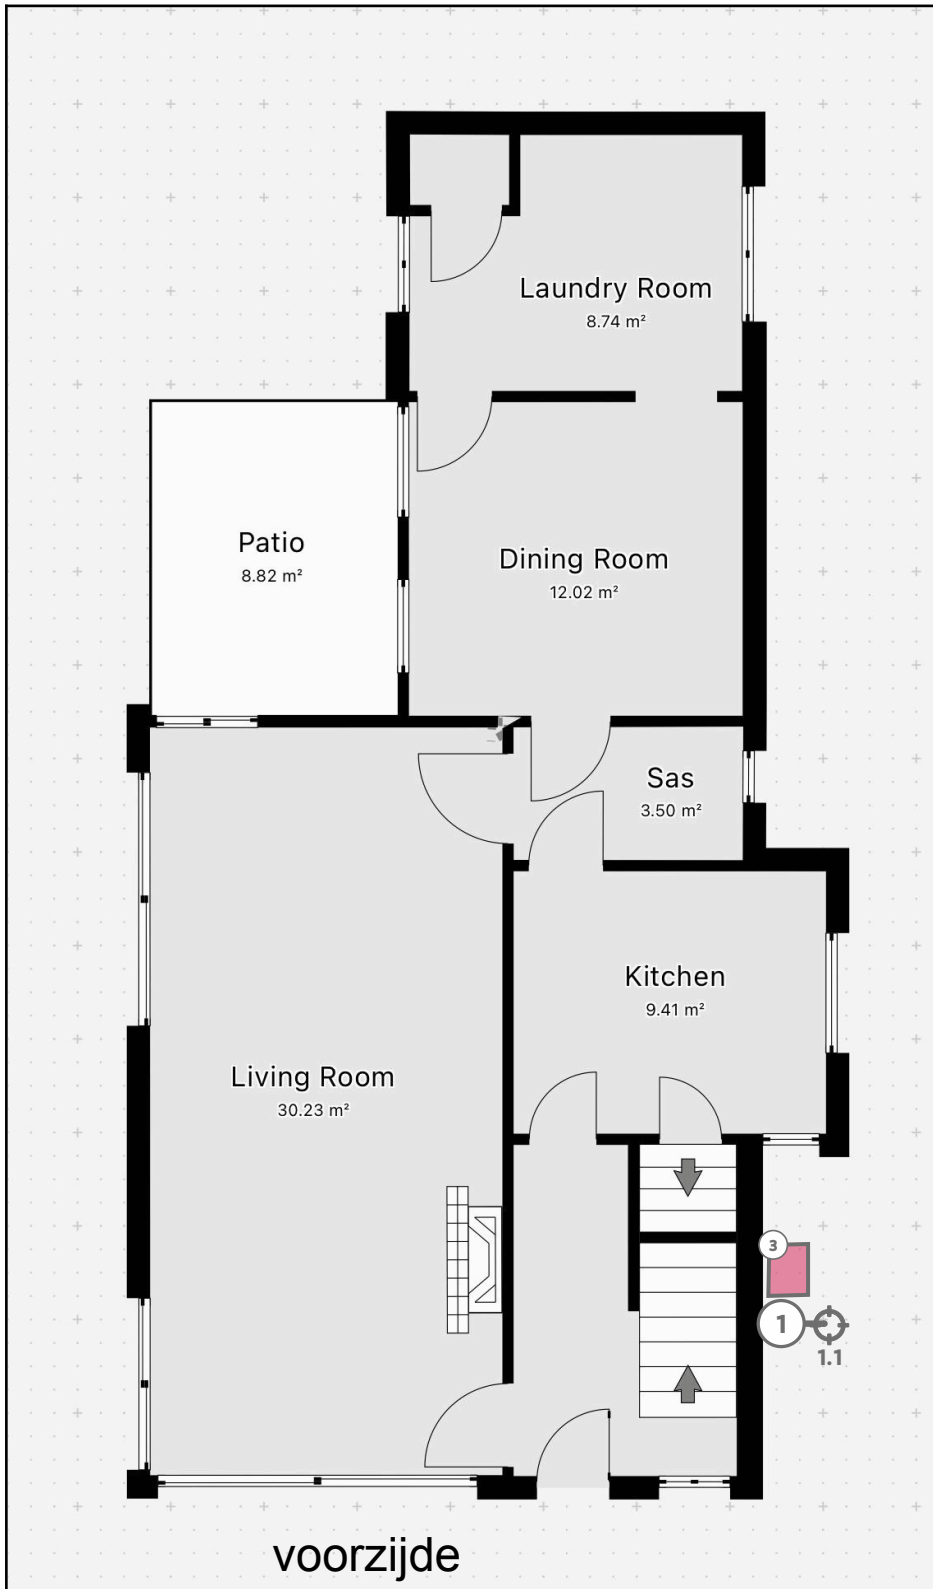 Laundry Room
8.74 m²
Patio
8.82 m²
Dining Room
12.02 m²
Sas
3.50 m²
Kitchen
9.41 m²
Living Room
30.23 m²
3
1
1.1
voorzijde